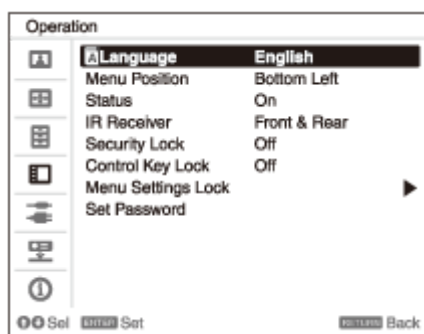 Operation
Language English
Menu Position Bottom Left
Status On
IR Receiver Front & Rear
Security Lock Off
Control Key Lock Off
Menu Settings Lock
Set Password
Sel ENTER Set RETURN Back